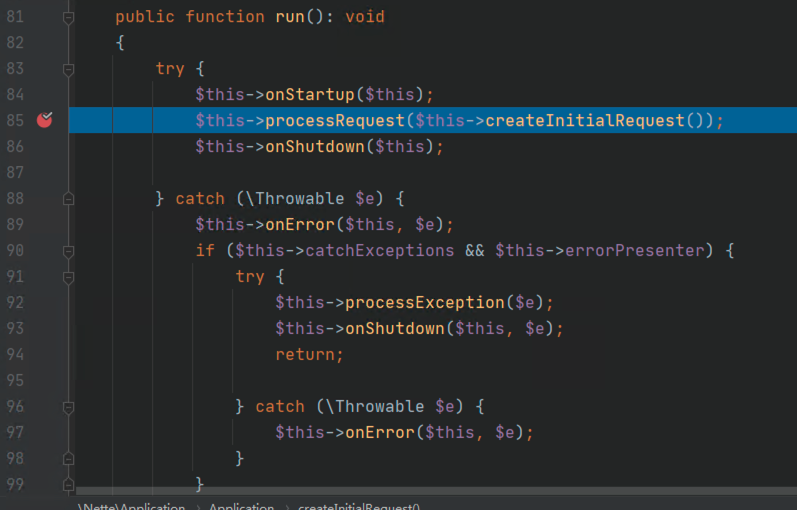 81 public function run(): void
82 {
83 try {
84 $this->onStartup($this);
85 $this->processRequest($this->createInitialRequest());
86 $this->onShutdown($this);
87
88 } catch (\Throwable $e) {
89 $this->onError($this, $e);
90 if ($this->catchExceptions && $this->errorPresenter) {
91 try {
92 $this->processException($e);
93 $this->onShutdown($this, $e);
94 return;
95
96 } catch (\Throwable $e) {
97 $this->onError($this, $e);
98 }
99 }
\Nette\Application › Application › createInitialRequest()